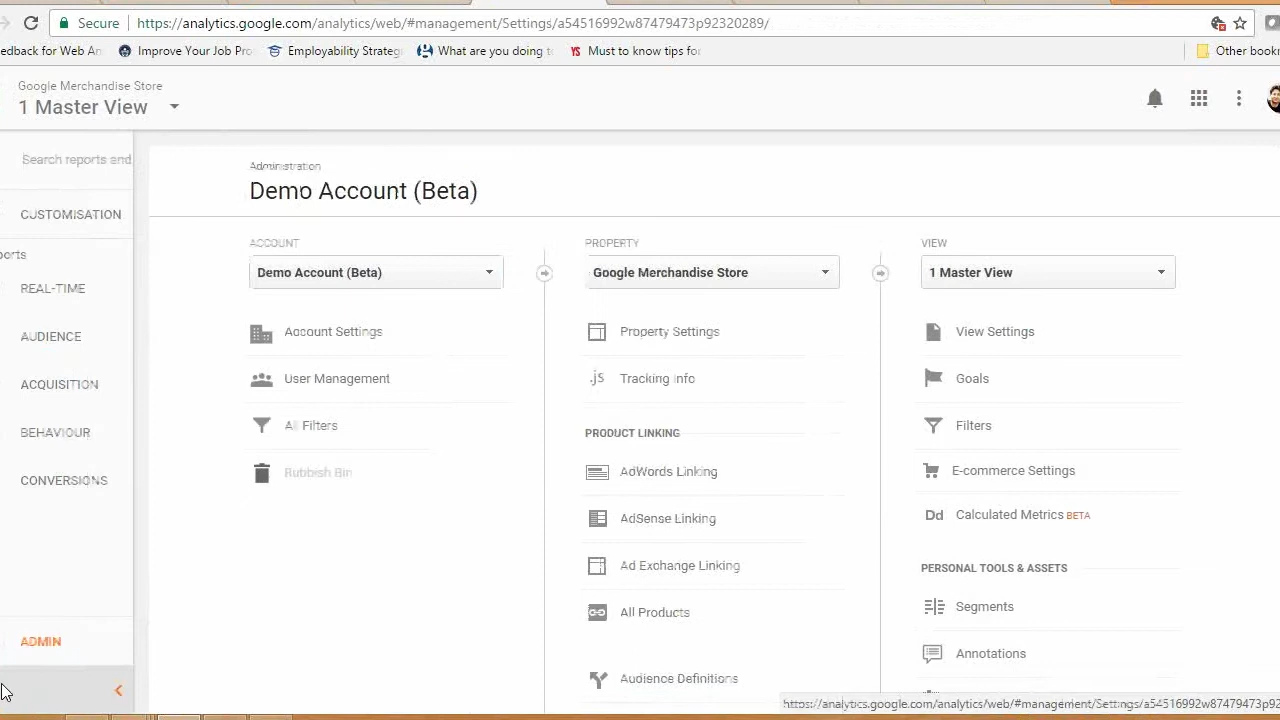 Secure
https://analytics.google.com/analytics/web/#management/Settings/a54516992w87479473p92320289/
edback for Web An
Improve Your Job Pro
Employability Strateg
What are you doing to
YS Must to know tips for
Other book
Google Merchandise Store
1 Master View
Search reports and
CUSTOMISATION
ports
REAL-TIME
AUDIENCE
ACQUISITION
BEHAVIOUR
CONVERSIONS
ADMIN
Administration
Demo Account (Beta)
ACCOUNT
Demo Account (Beta)
Account Settings
User Management
All Filters
Rubbish Bin
PROPERTY
Google Merchandise Store
Property Settings
.js Tracking Info
PRODUCT LINKING
AdWords Linking
AdSense Linking
Ad Exchange Linking
All Products
Audience Definitions
VIEW
1 Master View
View Settings
Goals
Filters
E-commerce Settings
Dd Calculated Metrics BETA
PERSONAL TOOLS & ASSETS
Segments
Annotations
https://analytics.google.com/analytics/web/#management/Settings/a54516992w87479473p92